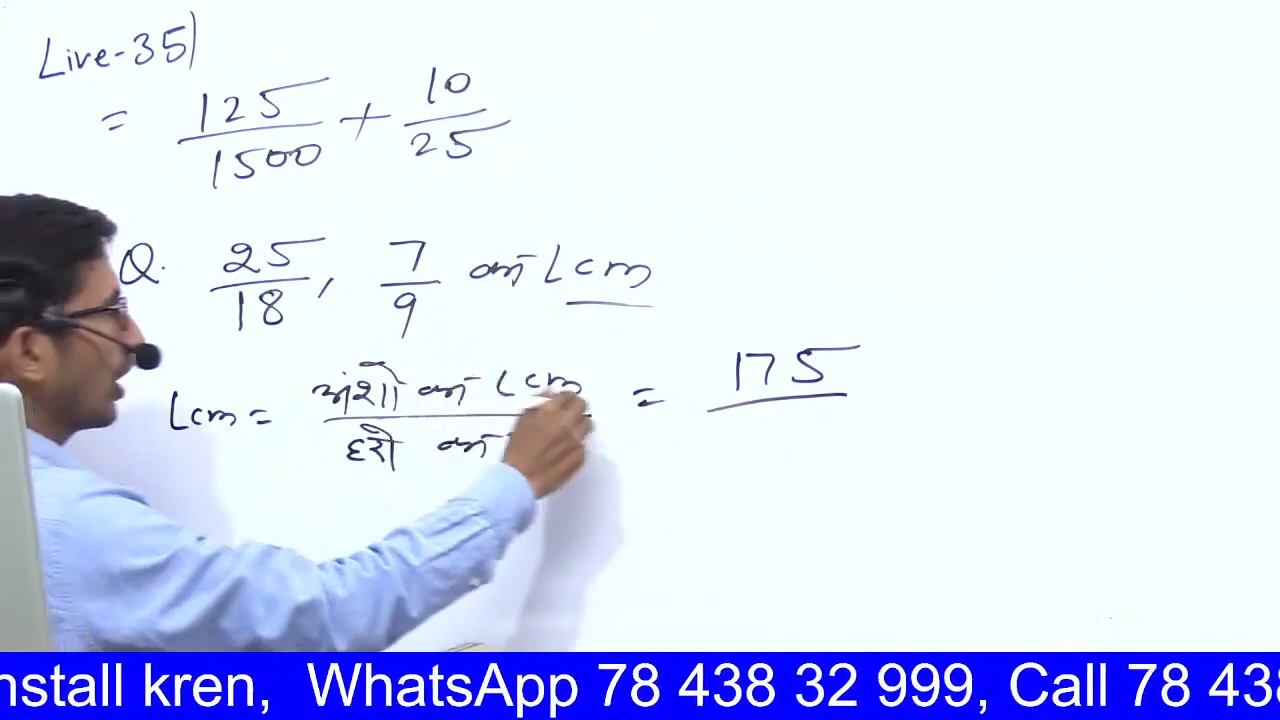 Live-35)
= 125/1500 + 10/25
Q. 25/18, 7/9 का Lcm
Lcm = अंशो का Lcm / हरो का = 175
nstall kren, WhatsApp 78 438 32 999, Call 78 438